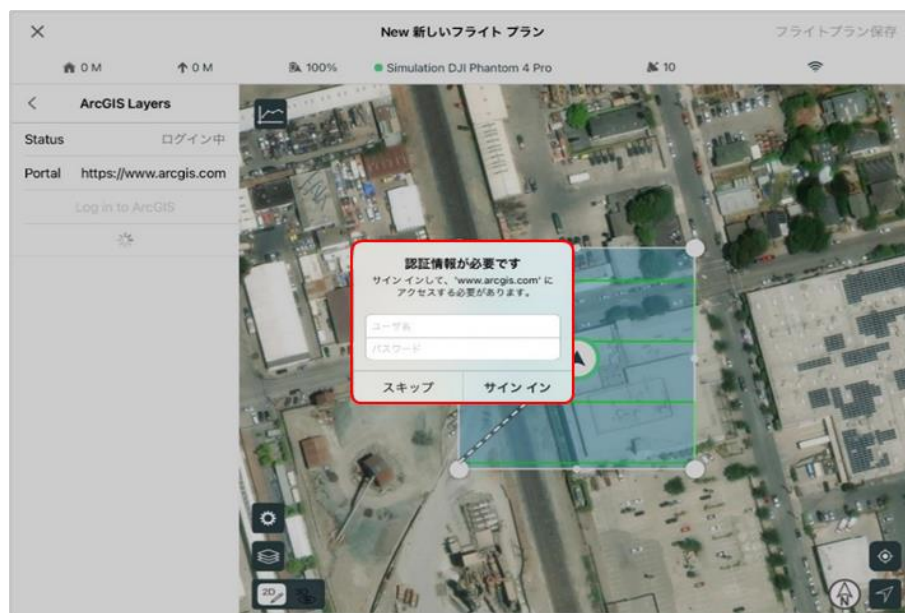 New 新しいフライト プラン
フライトプラン保存
0 M
0 M
100%
Simulation DJI Phantom 4 Pro
10
ArcGIS Layers
Status ログイン中
Portal https://www.arcgis.com
Log in to ArcGIS
認証情報が必要です
サイン インして、'www.arcgis.com' に
アクセスする必要があります。
ユーザ名
パスワード
スキップ サイン イン
2D
N